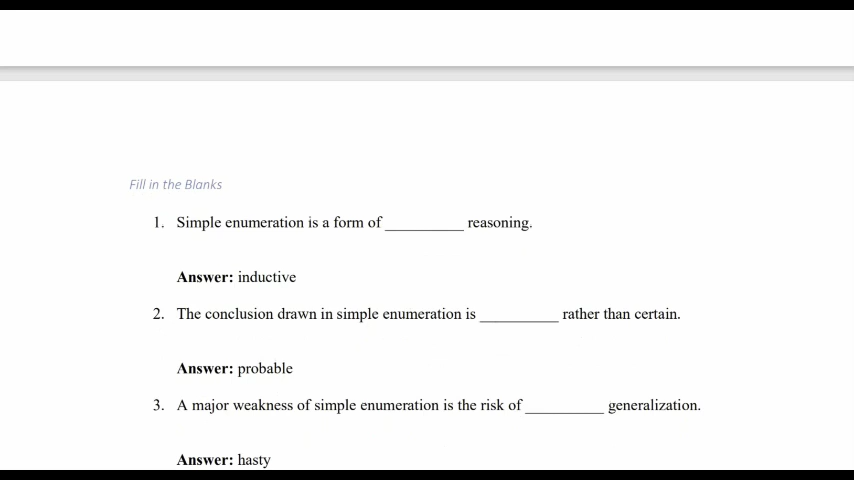 Fill in the Blanks
1. Simple enumeration is a form of __________ reasoning.
Answer: inductive
2. The conclusion drawn in simple enumeration is __________ rather than certain.
Answer: probable
3. A major weakness of simple enumeration is the risk of __________ generalization.
Answer: hasty